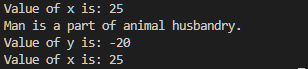 Value of x is: 25
Man is a part of animal husbandry.
Value of y is: -20
Value of x is: 25